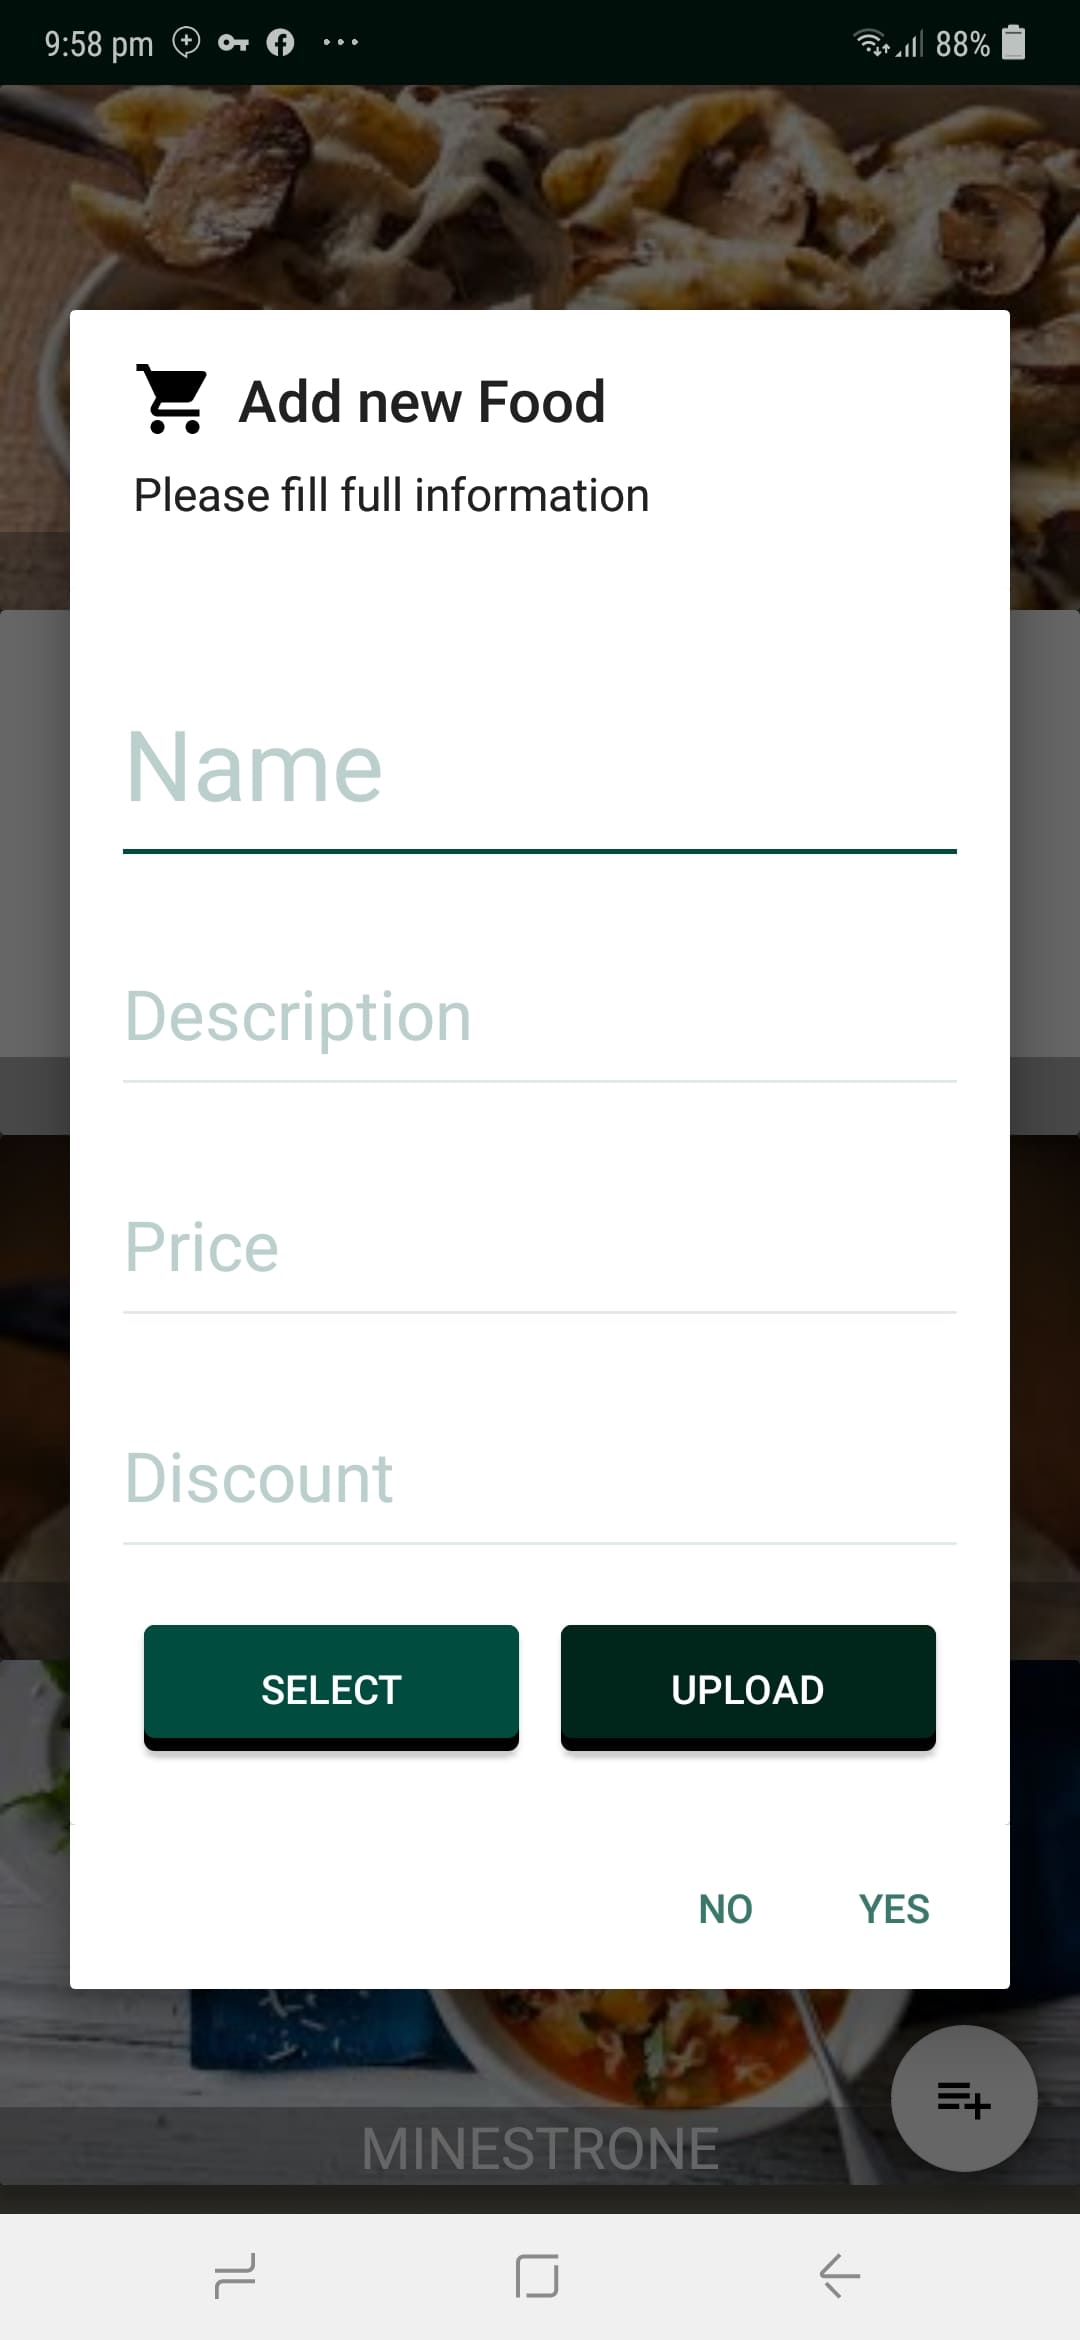 9:58 pm
88%
Add new Food
Please fill full information
Name
Description
Price
Discount
SELECT UPLOAD
NO YES
MINESTRONE